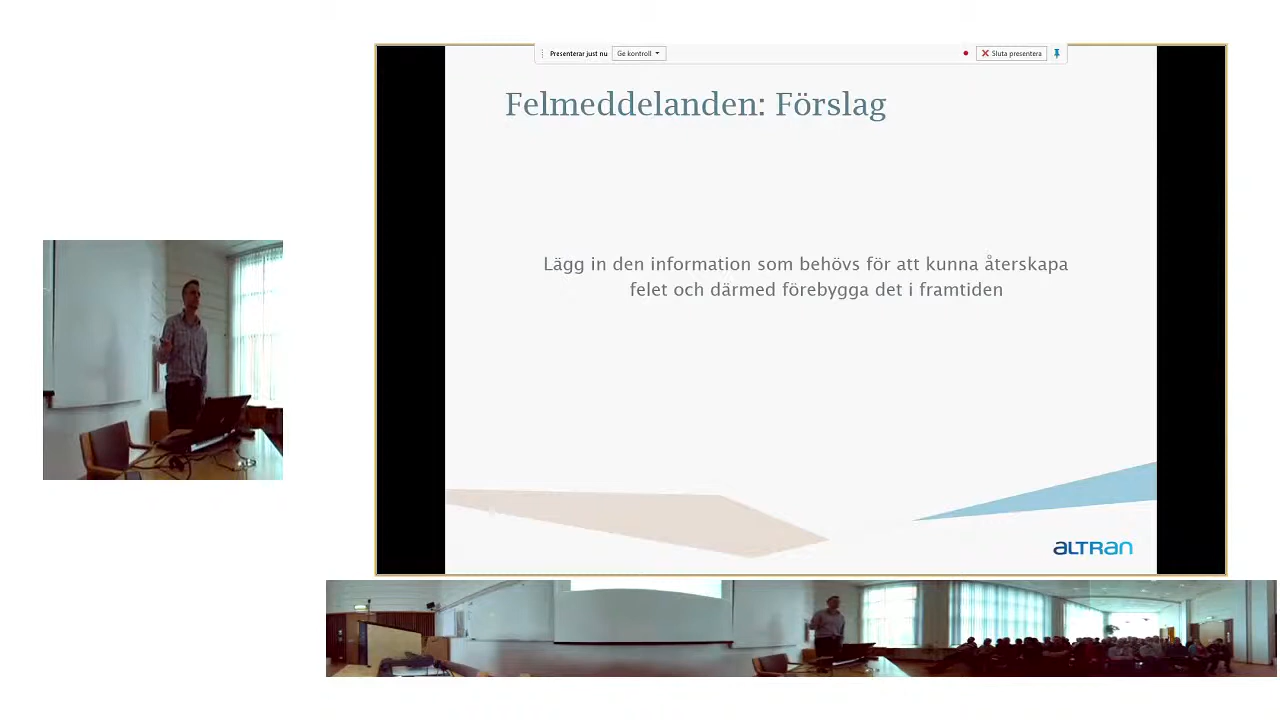 Presenterar just nu Ge kontroll Sluta presentera
Felmeddelanden: Förslag
Lägg in den information som behövs för att kunna återskapa
felet och därmed förebygga det i framtiden
ALTRAN